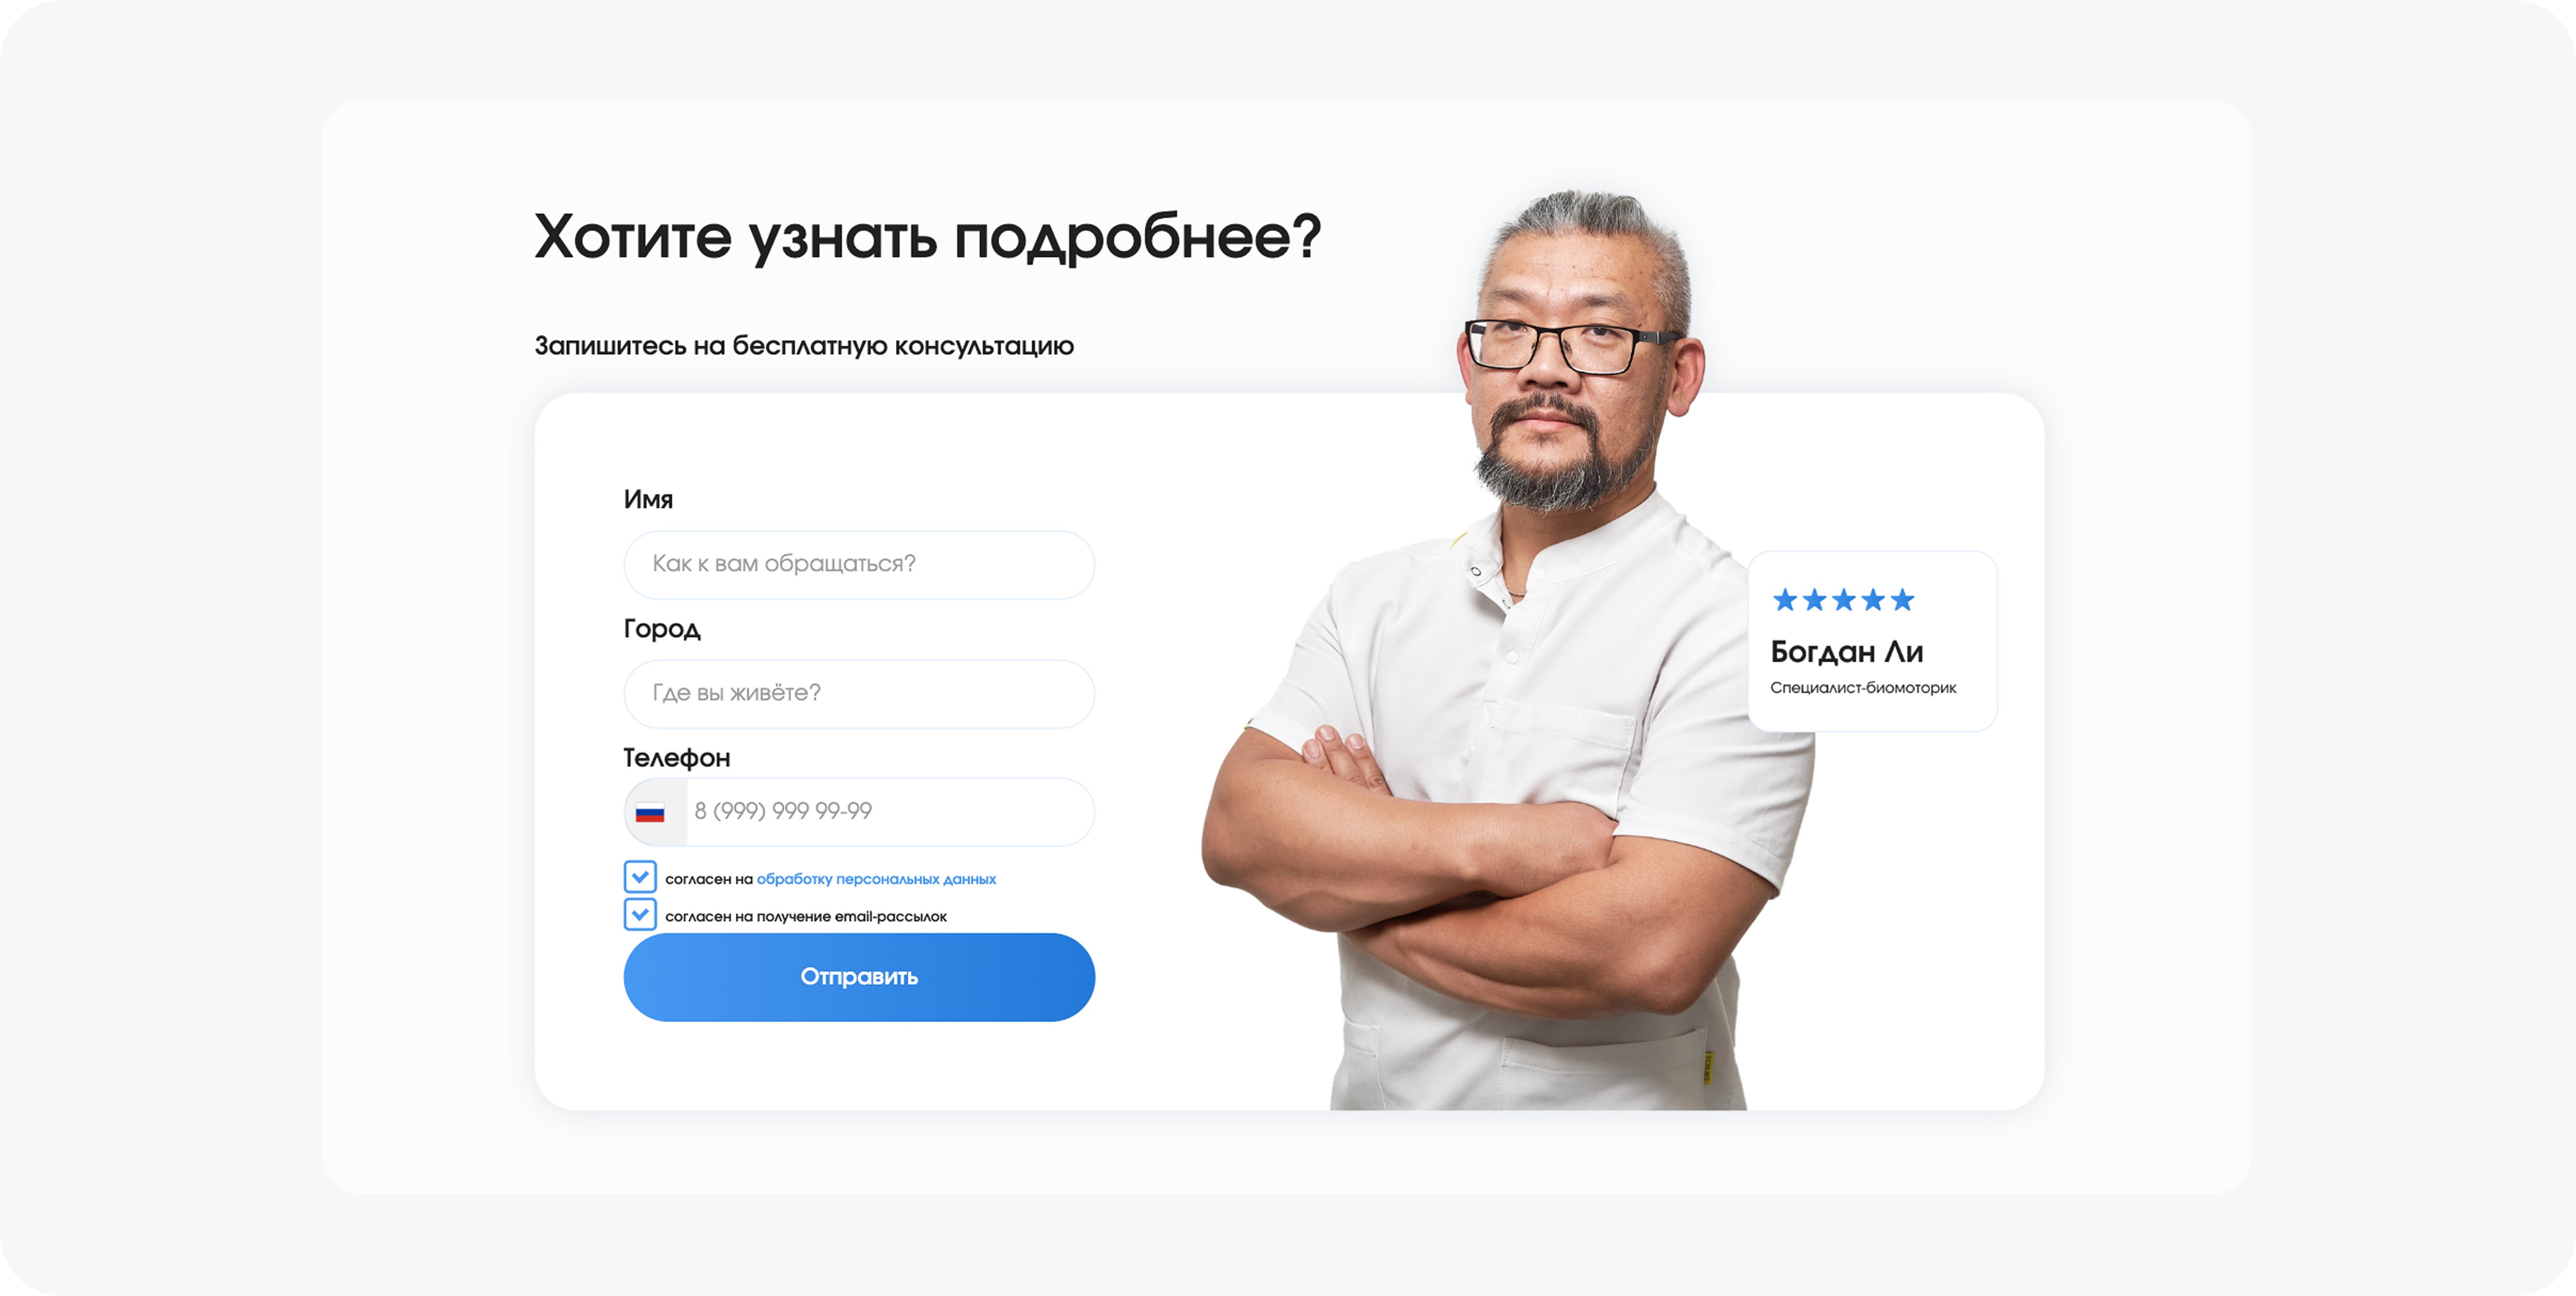 Хотите узнать подробнее?
Запишитесь на бесплатную консультацию
Имя
Как к вам обращаться?
Город
Где вы живёте?
Телефон
8 (999) 999 99-99
согласен на обработку персональных данных
согласен на получение email-рассылок
Отправить
Богдан Ли
Специалист-биомоторик